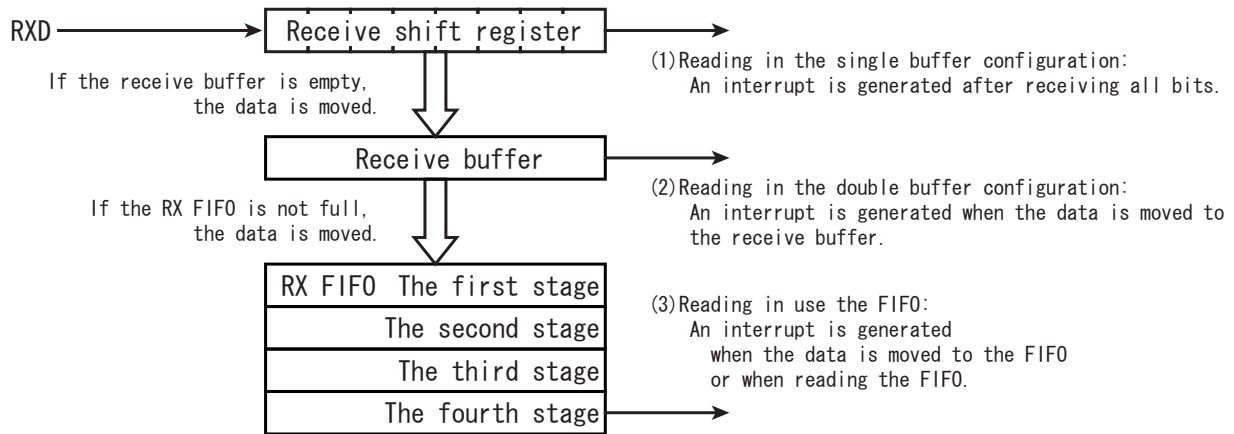 RXD
Receive shift register
(1)Reading in the single buffer configuration:
An interrupt is generated after receiving all bits.
If the receive buffer is empty,
the data is moved.
Receive buffer
(2)Reading in the double buffer configuration:
An interrupt is generated when the data is moved to
the receive buffer.
If the RX FIFO is not full,
the data is moved.
RX FIFO The first stage
The second stage
The third stage
The fourth stage
(3)Reading in use the FIFO:
An interrupt is generated
when the data is moved to the FIFO
or when reading the FIFO.